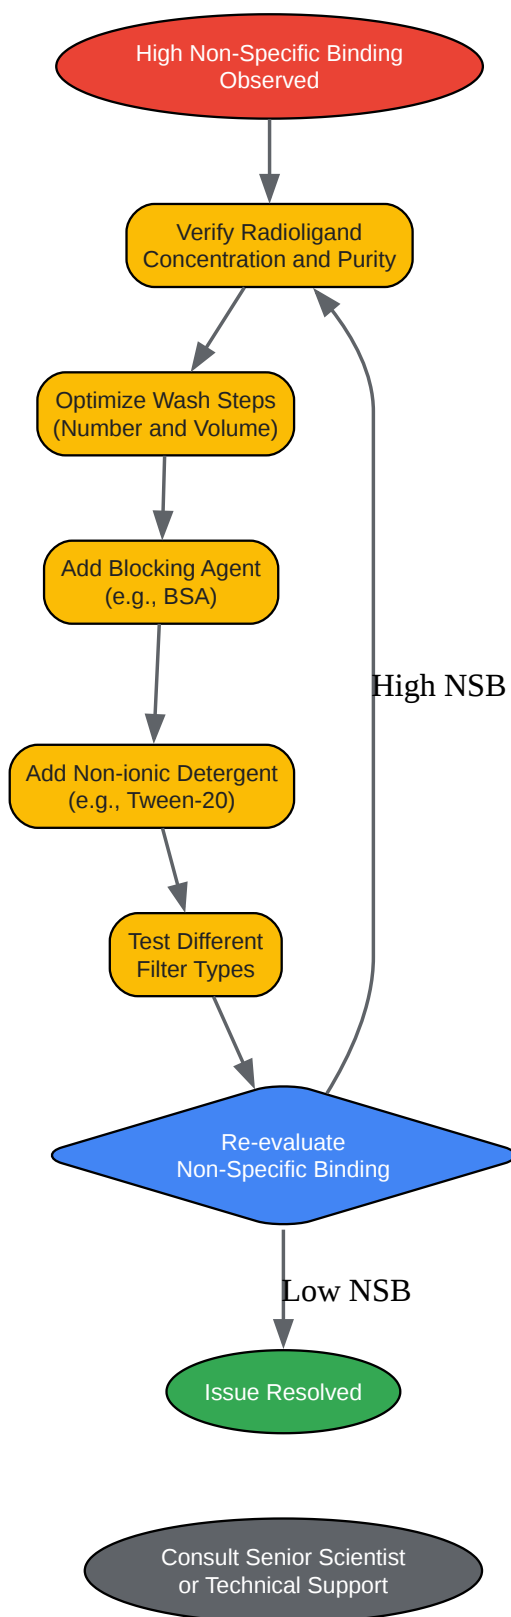 High Non-Specific Binding
Observed
Verify Radioligand
Concentration and Purity
Optimize Wash Steps
(Number and Volume)
Add Blocking Agent
(e.g., BSA)
High NSB
Add Non-ionic Detergent
(e.g., Tween-20)
Test Different
Filter Types
Re-evaluate
Non-Specific Binding
Low NSB
Issue Resolved
Consult Senior Scientist
or Technical Support